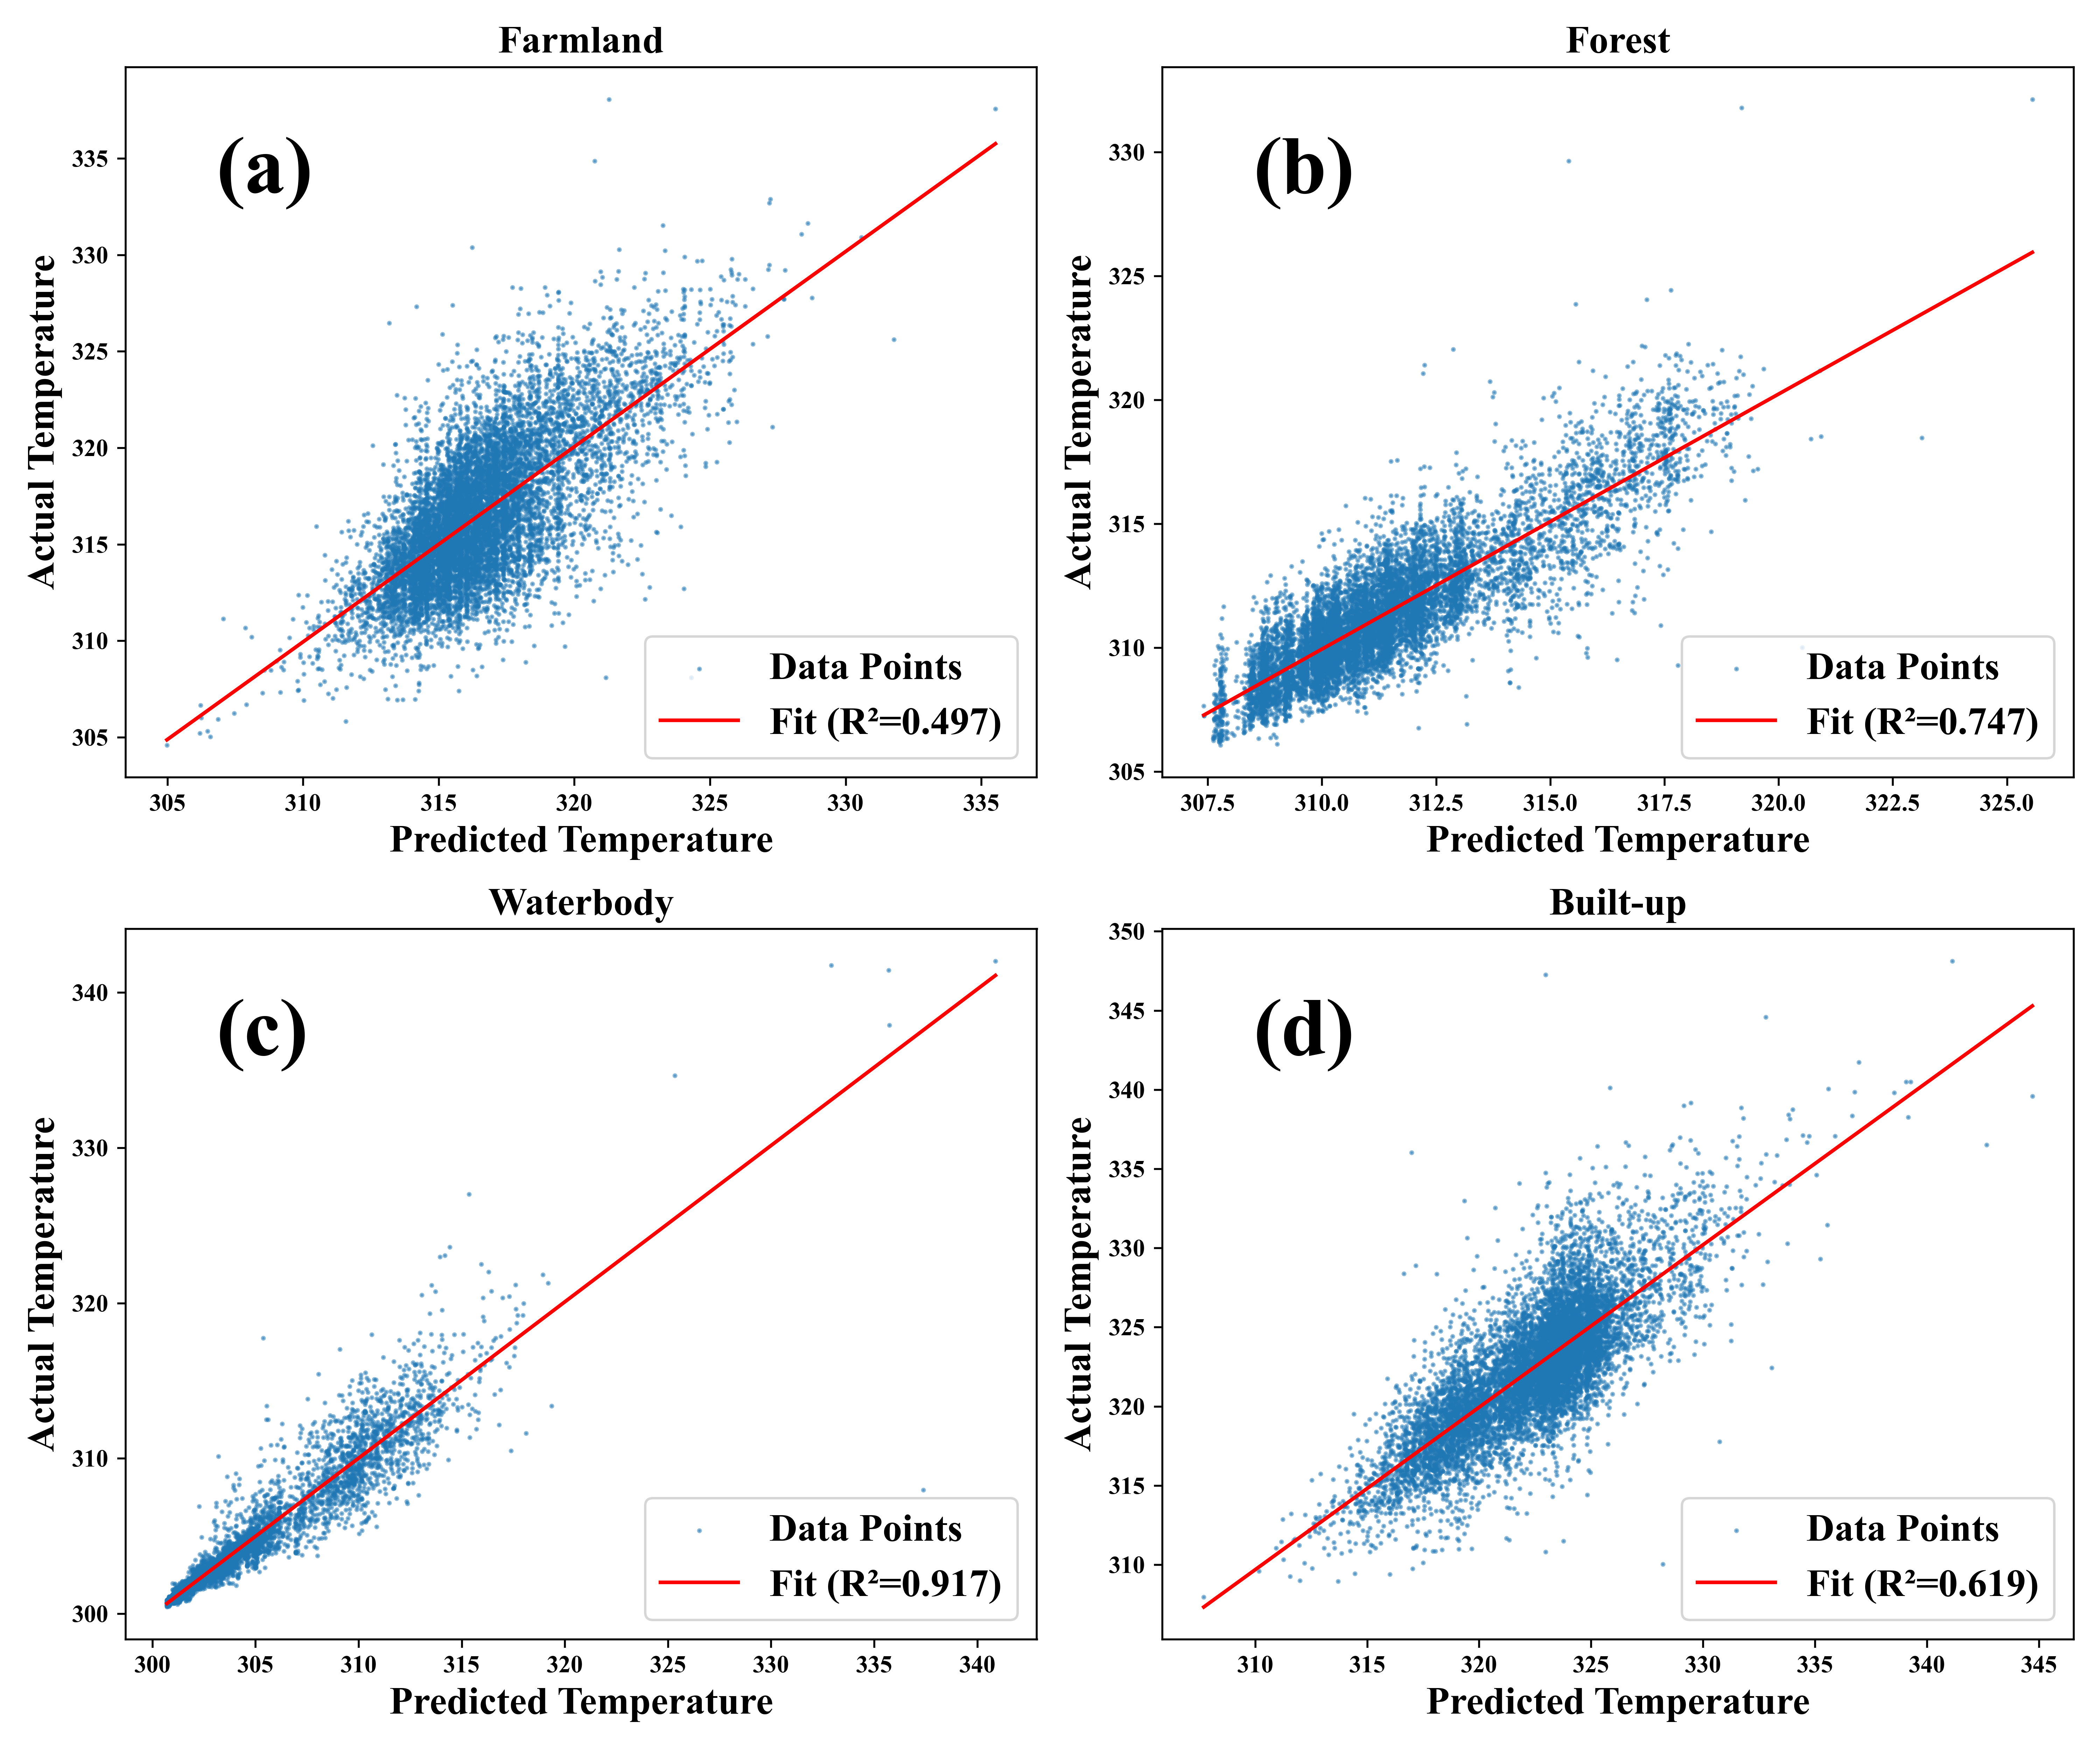 Farmland
(a)
Actual Temperature
335
330
325
320
315
310
305
Data Points
Fit (R²=0.497)
305 310 315 320 325 330 335
Predicted Temperature
Forest
(b)
Actual Temperature
330
325
320
315
310
305
Data Points
Fit (R²=0.747)
307.5 310.0 312.5 315.0 317.5 320.0 322.5 325.0
Predicted Temperature
Waterbody
(c)
Actual Temperature
340
330
320
310
300
Data Points
Fit (R²=0.917)
300 305 310 315 320 325 330 335 340
Predicted Temperature
Built-up
(d)
Actual Temperature
350
345
340
335
330
325
320
315
310
Data Points
Fit (R²=0.619)
310 315 320 325 330 335 340 345
Predicted Temperature